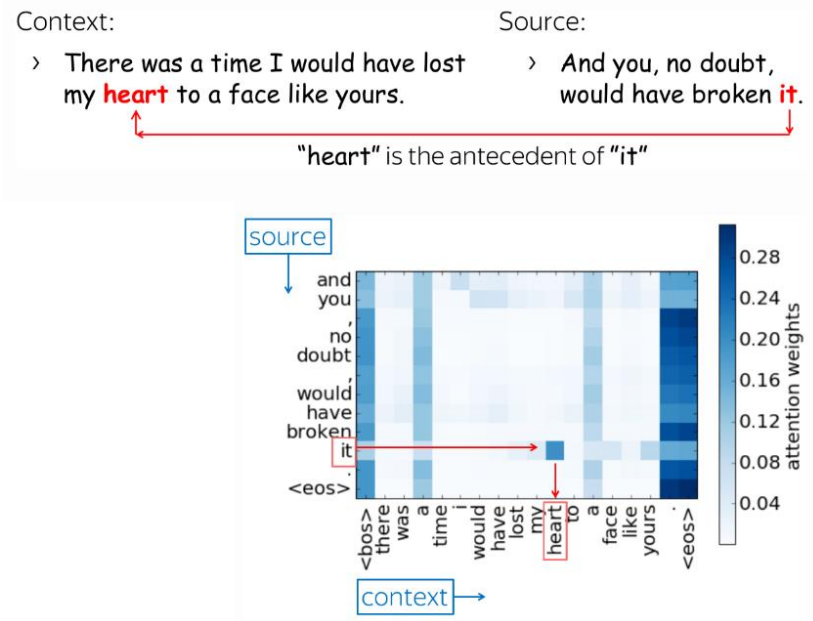 Context:
Source:
› There was a time I would have lost
my heart to a face like yours.
› And you, no doubt,
would have broken it.
“heart” is the antecedent of ”it”
source
and
you
,
no
doubt
,
would
have
broken
it
.
<eos>
<bos>
there
was
a
time
i
would
have
lost
my
heart
to
a
face
like
yours
.
<eos>
context
0.28
0.24
0.20
0.16
0.12
0.08
0.04
attention weights